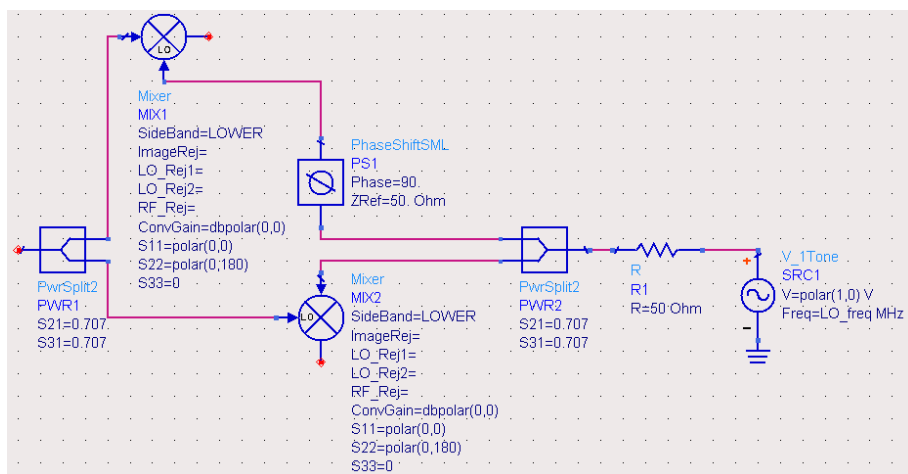 LO
Mixer
MIX1
SideBand=LOWER
ImageRej=
LO_Rej1=
LO_Rej2=
RF_Rej=
ConvGain=dbpolar(0,0)
S11=polar(0,0)
S22=polar(0,180)
S33=0
PhaseShiftSML
PS1
Phase=90.
ZRef=50. Ohm
PwrSplit2
PWR1
S21=0.707
S31=0.707
LO
Mixer
MIX2
SideBand=LOWER
ImageRej=
LO_Rej1=
LO_Rej2=
RF_Rej=
ConvGain=dbpolar(0,0)
S11=polar(0,0)
S22=polar(0,180)
S33=0
PwrSplit2
PWR2
S21=0.707
S31=0.707
R
R1
R=50 Ohm
V_1Tone
SRC1
V=polar(1,0) V
Freq=LO_freq MHz